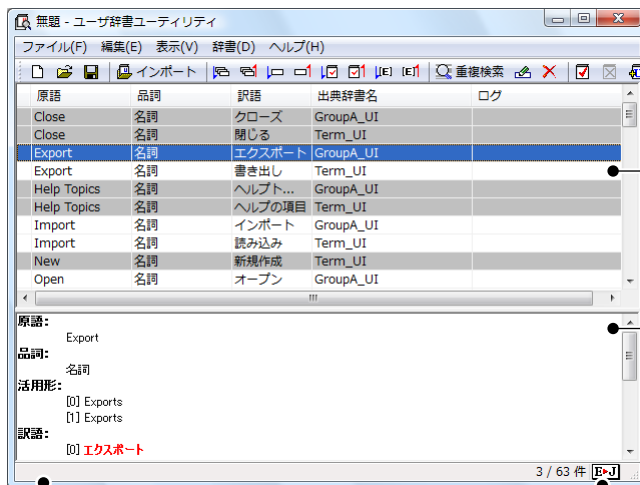 無題 - ユーザ辞書ユーティリティ
ファイル(F) 編集(E) 表示(V) 辞書(D) ヘルプ(H)
インポート [E] [E] 重複検索
原語 品詞 訳語 出典辞書名 ログ
Close 名詞 クローズ GroupA_UI
Close 名詞 閉じる Term_UI
Export 名詞 エクスポート GroupA_UI
Export 名詞 書き出し Term_UI
Help Topics 名詞 ヘルプト... GroupA_UI
Help Topics 名詞 ヘルプの項目 Term_UI
Import 名詞 インポート GroupA_UI
Import 名詞 読み込み Term_UI
New 名詞 新規作成 Term_UI
Open 名詞 オープン GroupA_UI
原語:
Export
品詞:
名詞
活用形:
[0] Exports
[1] Exports
訳語:
[0] エクスポート
3 / 63 件 E▶J